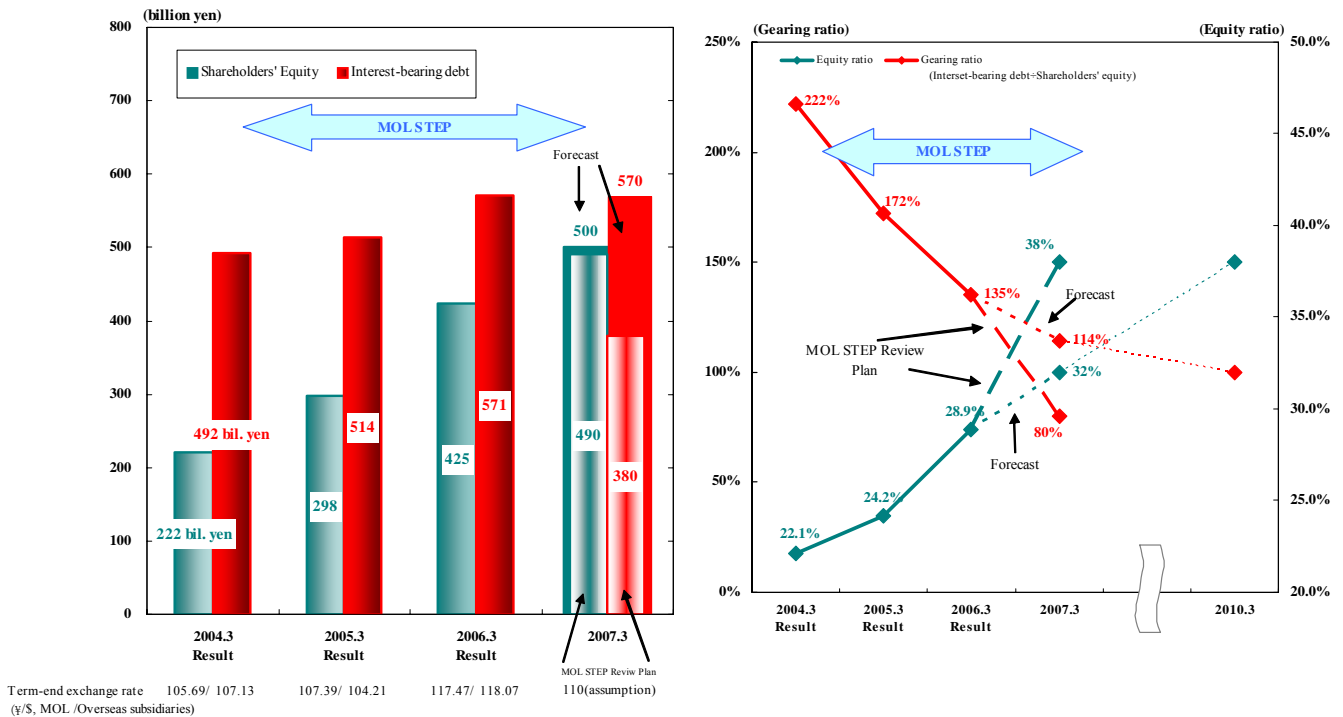 (billion yen)
800
700
600
500
400
300
200
100
0
Shareholders' Equity
Interest-bearing debt
MOL STEP
Forecast
570
500
492 bil. yen
514
571
490
380
222 bil. yen
298
425
2004.3
Result
2005.3
Result
2006.3
Result
2007.3
MOL STEP Reviw Plan
Term-end exchange rate
105.69/ 107.13
107.39/ 104.21
117.47/ 118.07
110(assumption)
(¥/$, MOL /Overseas subsidiaries)
(Gearing ratio)
(Equity ratio)
250%
200%
150%
100%
50%
0%
50.0%
45.0%
40.0%
35.0%
30.0%
25.0%
20.0%
Equity ratio
Gearing ratio
(Interset-bearing debt÷Shareholders' equity)
222%
MOL STEP
172%
38%
135%
Forecast
114%
MOL STEP Review
Plan
32%
28.9%
80%
Forecast
24.2%
22.1%
2004.3
Result
2005.3
Result
2006.3
Result
2007.3
2010.3